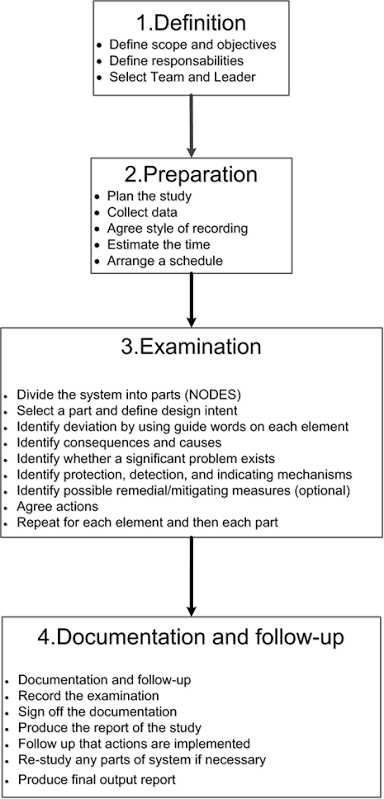 1.Definition
• Define scope and objectives
• Define responsabilities
• Select Team and Leader
2.Preparation
• Plan the study
• Collect data
• Agree style of recording
• Estimate the time
• Arrange a schedule
3.Examination
• Divide the system into parts (NODES)
• Select a part and define design intent
• Identify deviation by using guide words on each element
• Identify consequences and causes
• Identify whether a significant problem exists
• Identify protection, detection, and indicating mechanisms
• Identify possible remedial/mitigating measures (optional)
• Agree actions
• Repeat for each element and then each part
4.Documentation and follow-up
• Documentation and follow-up
• Record the examination
• Sign off the documentation
• Produce the report of the study
• Follow up that actions are implemented
• Re-study any parts of system if necessary
• Produce final output report